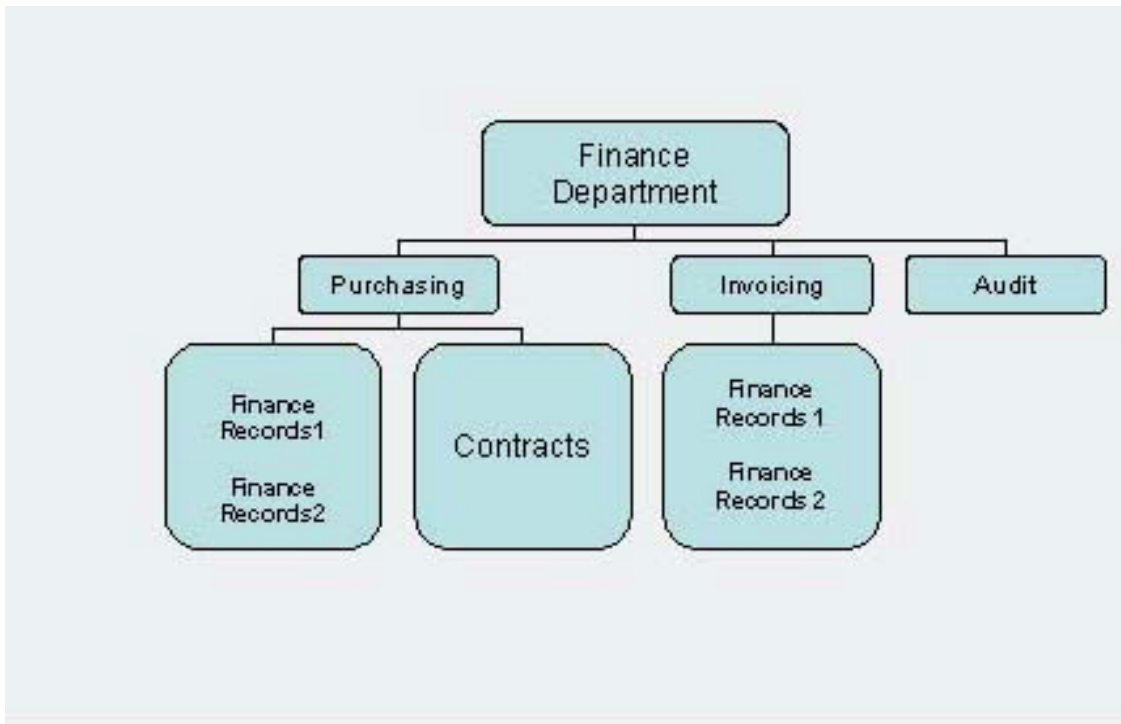 Finance
Department
Purchasing
Invoicing
Audit
Finance
Records1
Finance
Records2
Contracts
Finance
Records 1
Finance
Records 2